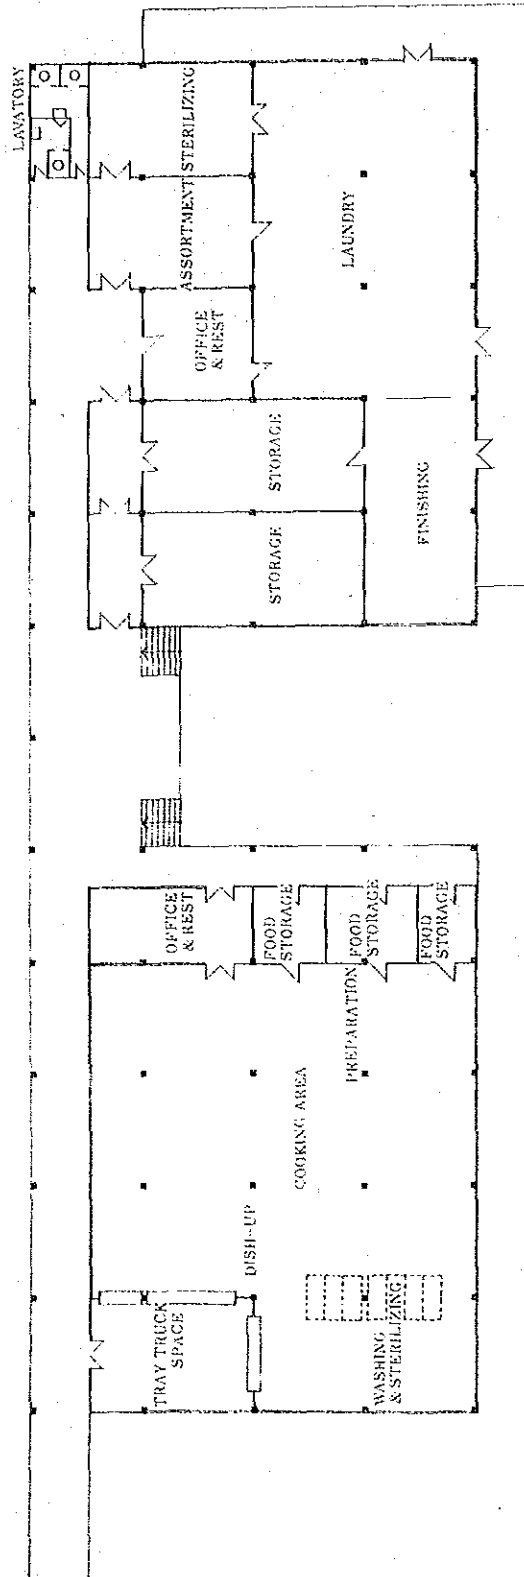 LAVATORY
ASSORTMENT
STERILIZING
LAUNDRY
OFFICE
& REST
STORAGE
STORAGE
FINISHING
OFFICE
& REST
FOOD
STORAGE
FOOD
STORAGE
FOOD
STORAGE
PREPARATION
COOKING AREA
DISH-UP
TRAY TRUCK
SPACE
WASHING
& STERILIZING